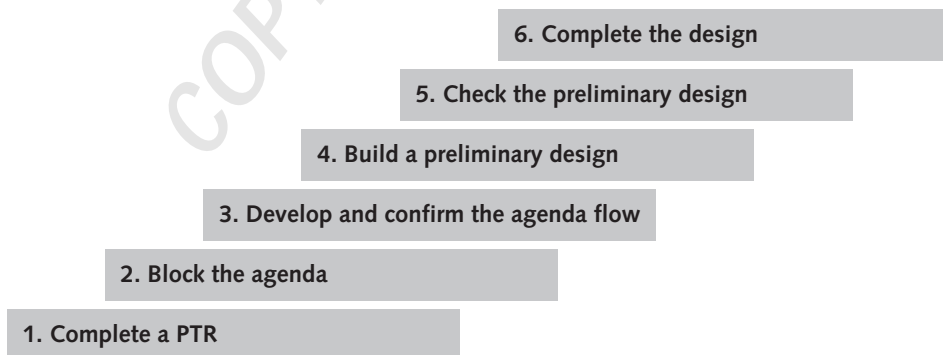 6. Complete the design
5. Check the preliminary design
4. Build a preliminary design
3. Develop and confirm the agenda flow
2. Block the agenda
1. Complete a PTR